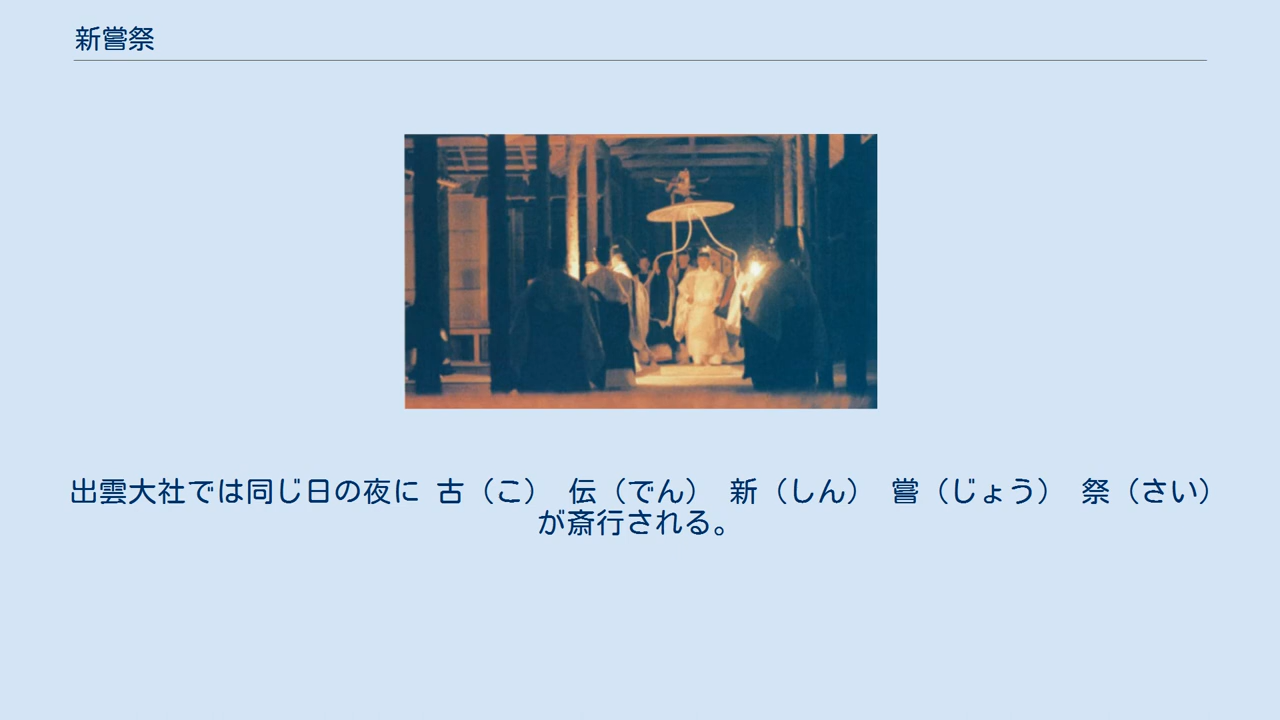 新嘗祭
出雲大社では同じ日の夜に 古（こ） 伝（でん） 新（しん） 嘗（じょう） 祭（さい）
が斎行される。